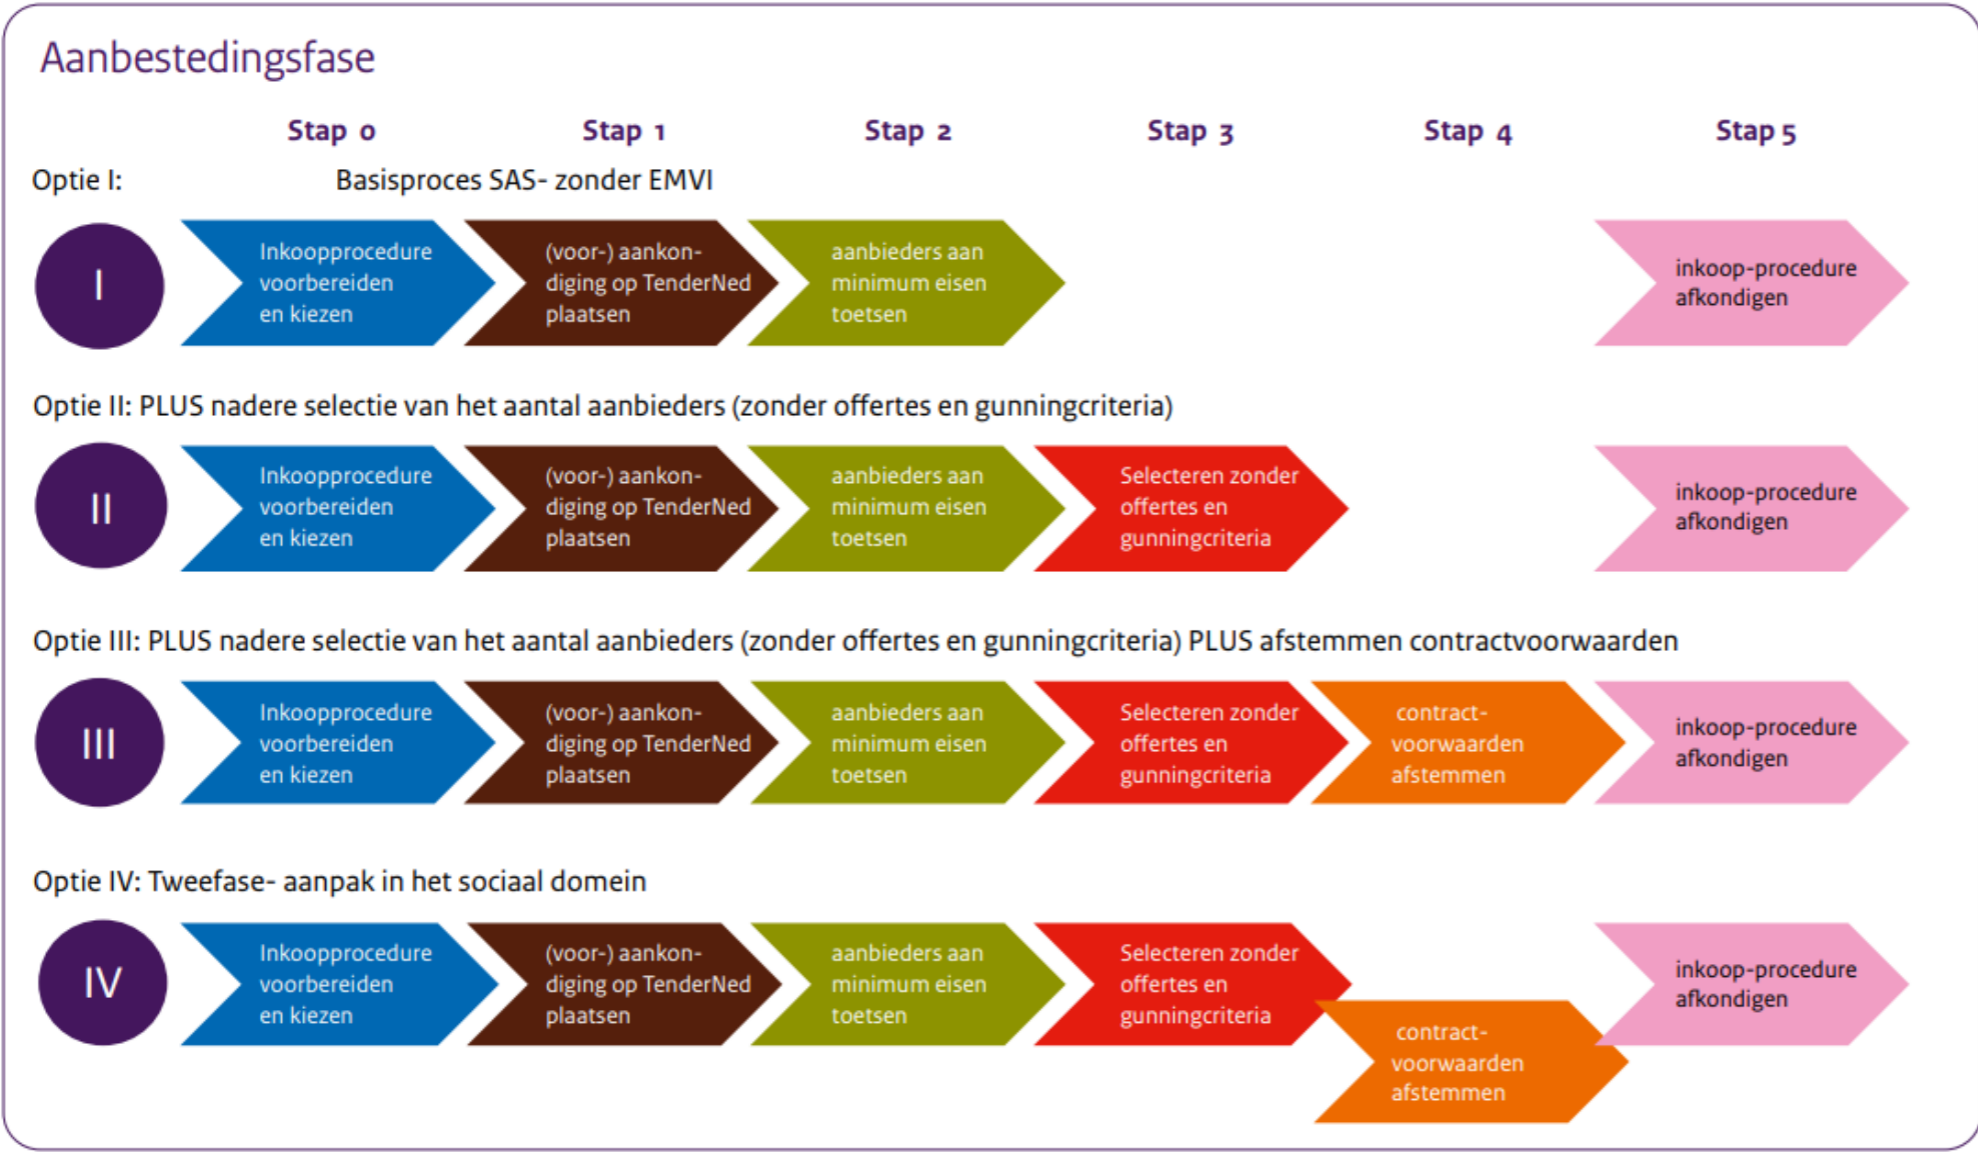 Aanbestedingsfase
Stap 0 Stap 1 Stap 2 Stap 3 Stap 4 Stap 5
Optie I: Basisproces SAS- zonder EMVI
I
Inkoopprocedure
voorbereiden
en kiezen
(voor-) aankon-
diging op TenderNed
plaatsen
aanbieders aan
minimum eisen
toetsen
inkoop-procedure
afkondigen
Optie II: PLUS nadere selectie van het aantal aanbieders (zonder offertes en gunningcriteria)
II
Inkoopprocedure
voorbereiden
en kiezen
(voor-) aankon-
diging op TenderNed
plaatsen
aanbieders aan
minimum eisen
toetsen
Selecteren zonder
offertes en
gunningcriteria
inkoop-procedure
afkondigen
Optie III: PLUS nadere selectie van het aantal aanbieders (zonder offertes en gunningcriteria) PLUS afstemmen contractvoorwaarden
III
Inkoopprocedure
voorbereiden
en kiezen
(voor-) aankon-
diging op TenderNed
plaatsen
aanbieders aan
minimum eisen
toetsen
Selecteren zonder
offertes en
gunningcriteria
contract-
voorwaarden
afstemmen
inkoop-procedure
afkondigen
Optie IV: Tweefase- aanpak in het sociaal domein
IV
Inkoopprocedure
voorbereiden
en kiezen
(voor-) aankon-
diging op TenderNed
plaatsen
aanbieders aan
minimum eisen
toetsen
Selecteren zonder
offertes en
gunningcriteria
contract-
voorwaarden
afstemmen
inkoop-procedure
afkondigen